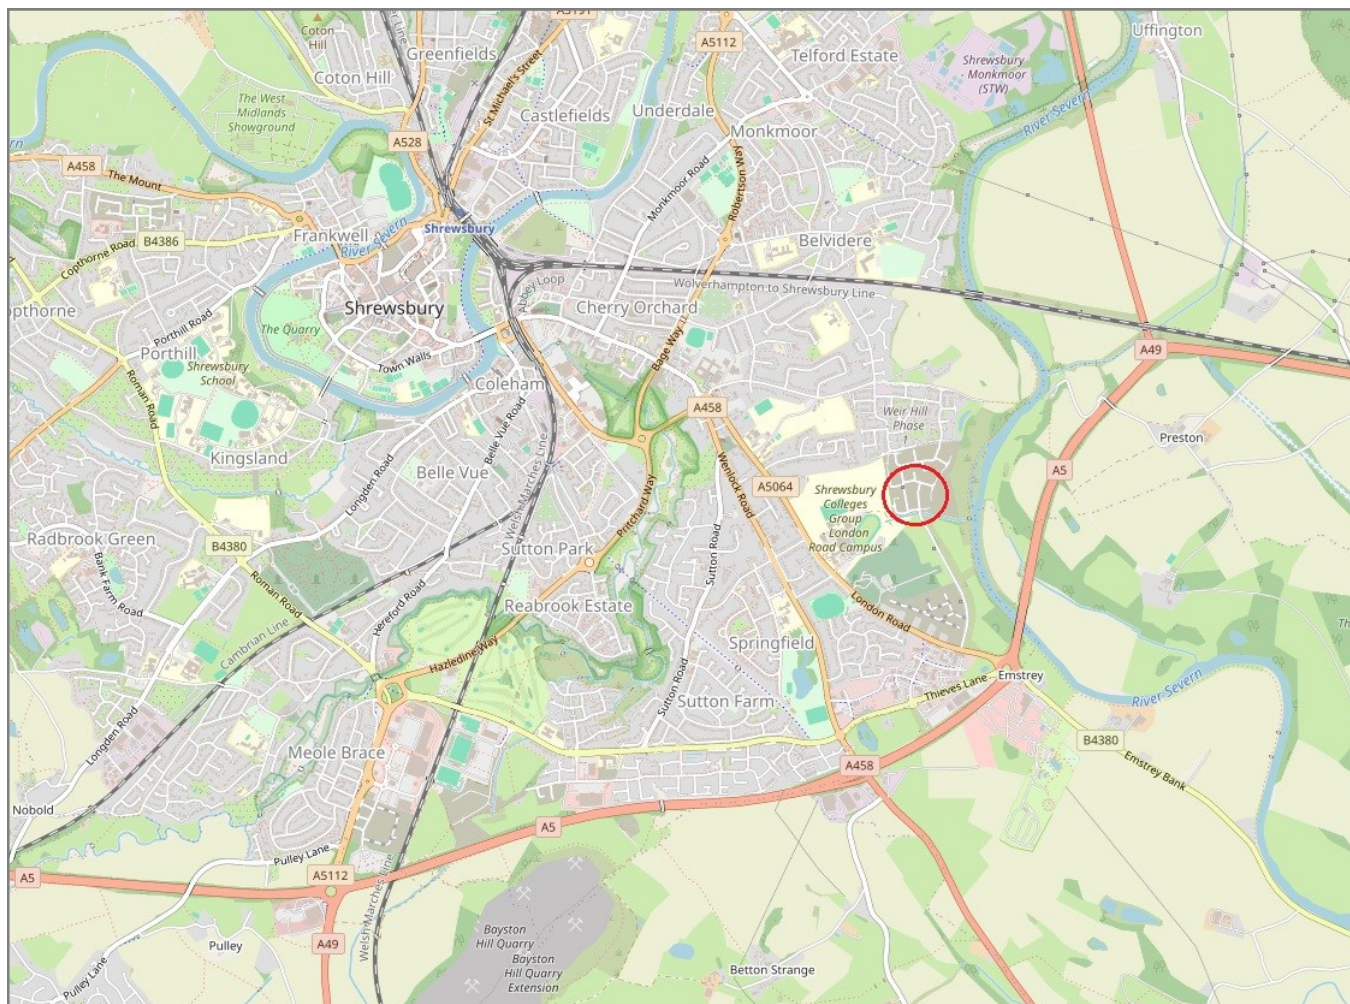 A5191
Uffington
Coton
Hill
Greenfields
A5112
Telford Estate
Shrewsbury
Monkmoor
(STW)
Coton Hill
St Michael's Street
The West
Midlands
Showground
Castlefields
Underdale
Monkmoor
River Severn
A528
A458
The Mount
Monkmoor Road
Robertson Way
Frankwell
River Severn
Shrewsbury
B4386
Copthorne Road
Belvidere
Abbey Loop
Wolverhampton to Shrewsbury Line
Shrewsbury
Cherry Orchard
opthorne
Porthill Road
The Quarry
Porthill
Shrewsbury
School
Town Walls
Bage Way
A49
Coleham
Roman Road
A458
Weir Hill
Phase
1
Belle Vue Road
Kingsland
Preston
Belle Vue
Longden Road
Welsh Marches Line
Wenlock Road
A5
A5064
Shrewsbury
Colleges
Group
London
Road Campus
Pritchard Way
Radbrook Green
B4380
Sutton Park
Sutton Road
Bank Farm Road
Roman Road
Hereford Road
Reabrook Estate
London Road
Cambrian Line
Springfield
Hazledine Way
Sutton Road
Emstrey
Thieves Lane
River Severn
Sutton Farm
Longden Road
Meole Brace
B4380
Emstrey Bank
A458
Nobold
A5
Pulley Lane
A5
A5112
Welsh Marches Line
A49
Pulley
Bayston
Hill Quarry
Bayston
Hill Quarry
Extension
Betton Strange
Pulley Lane